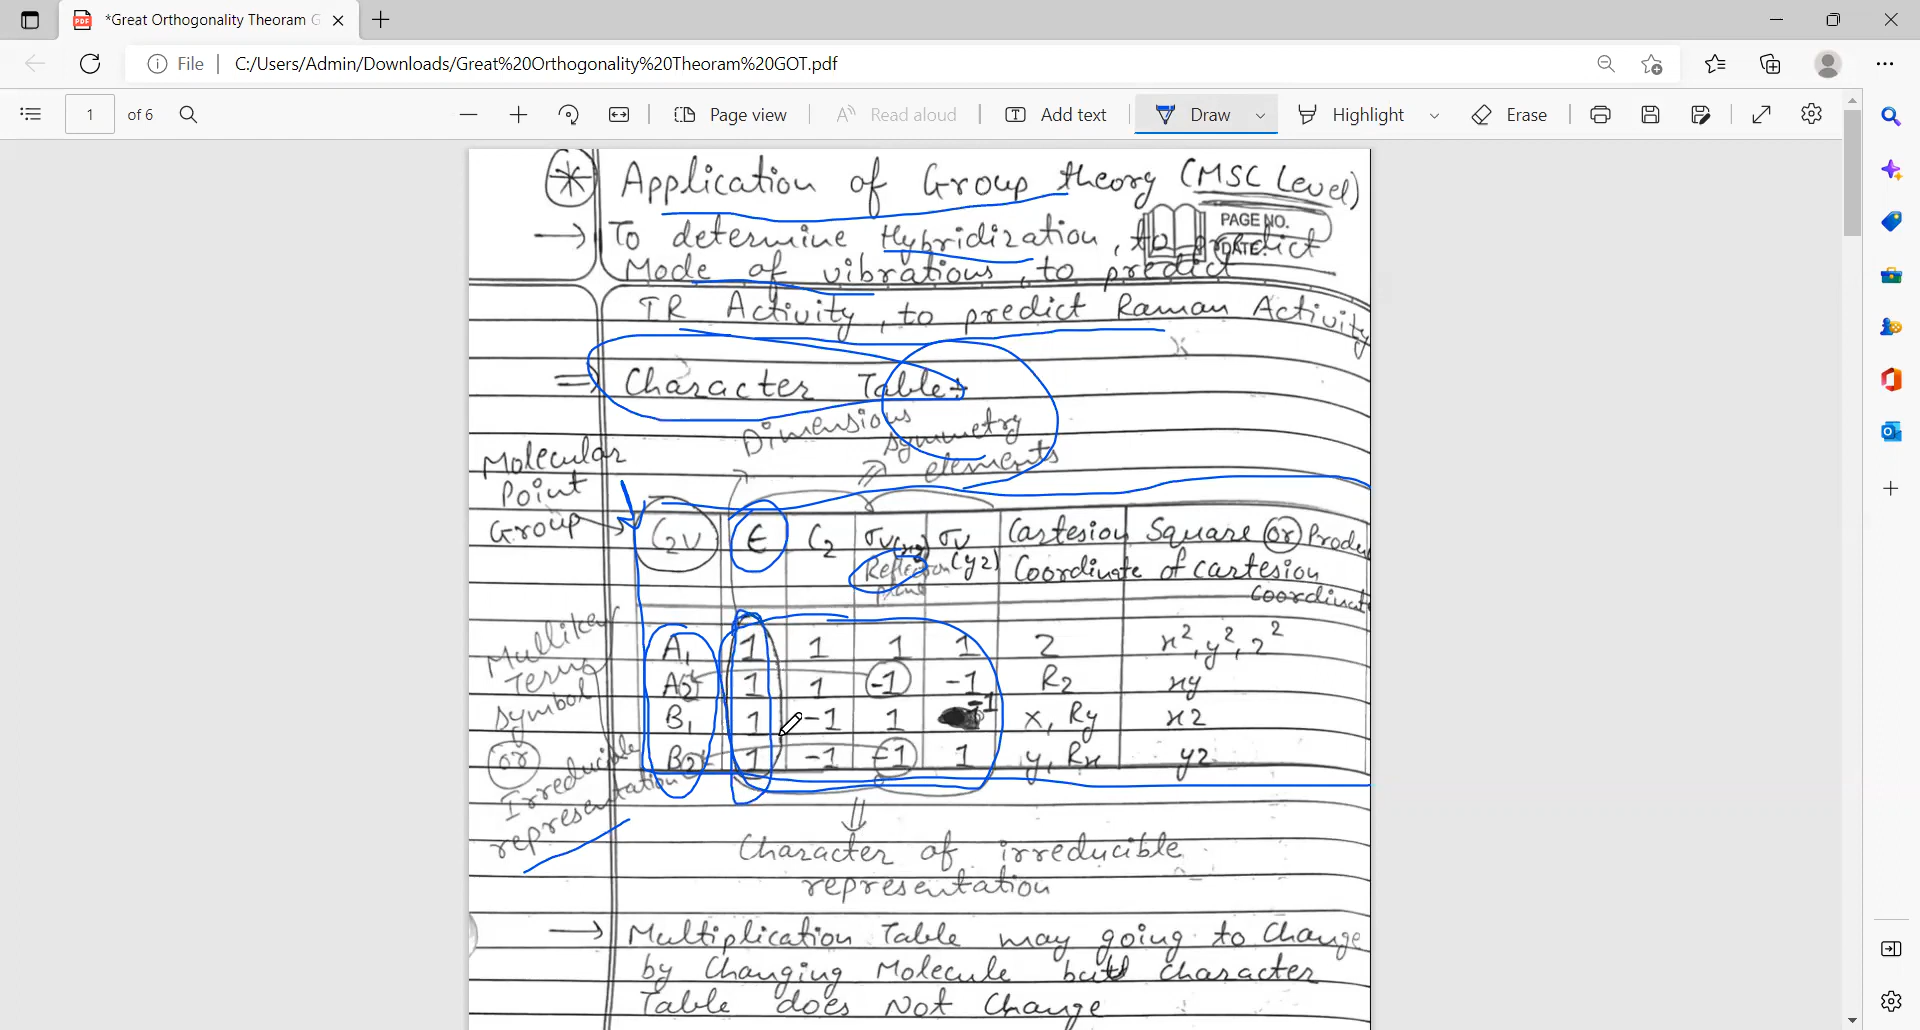 *Great Orthogonality Theoram G
File
C:/Users/Admin/Downloads/Great%20Orthogonality%20Theoram%20GOT.pdf
1 of 6
Page view
Read aloud
Add text
Draw
Highlight
Erase
* Application of Group theory (MSC Level)
PAGE NO.
DATE:
→ To determine Hybridization, to predict
Mode of vibrations, to predict
IR Activity, to predict Raman Activity
⇒ Character Table:
Dimensions
symmetry
elements
Molecular
Point
Group
C2V E C2 σv(xz) σv Cartesion Square or Produ
Reflection (yz) Coordinate of cartesion
plane Coordinat
A1 1 1 1 1 Z x²,y²,z²
A2 1 1 -1 -1 Rz xy
B1 1 -1 1 -1 x, Ry xz
B2 1 -1 -1 1 y, Rx yz
Mulliken
Term
symbol
or
Irreducible
representation
Character of irreducible
representation
→ Multiplication Table may going to Change
by Changing Molecule but character
Table does Not Change